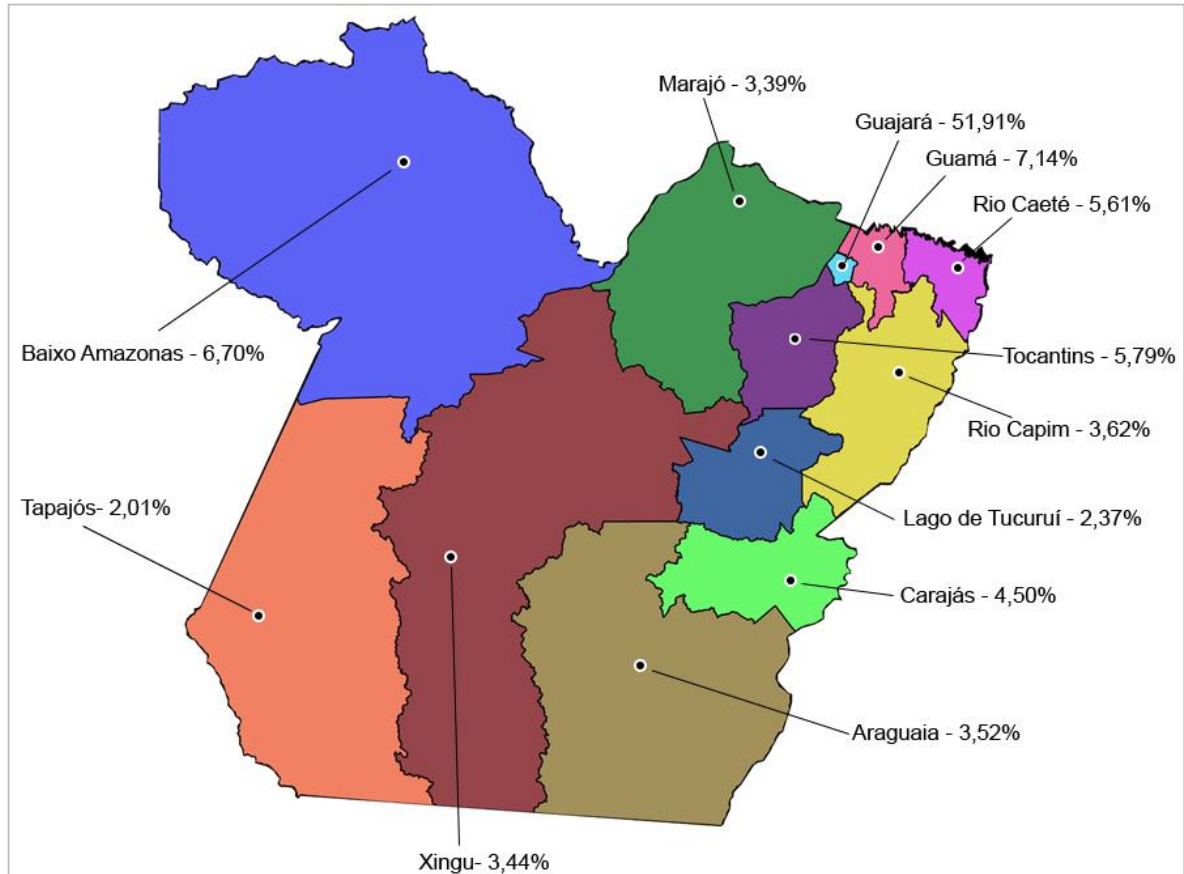 Marajó - 3,39%
Guajará - 51,91%
Guamá - 7,14%
Rio Caeté - 5,61%
Baixo Amazonas - 6,70%
Tocantins - 5,79%
Rio Capim - 3,62%
Tapajós- 2,01%
Lago de Tucuruí - 2,37%
Carajás - 4,50%
Araguaia - 3,52%
Xingu- 3,44%